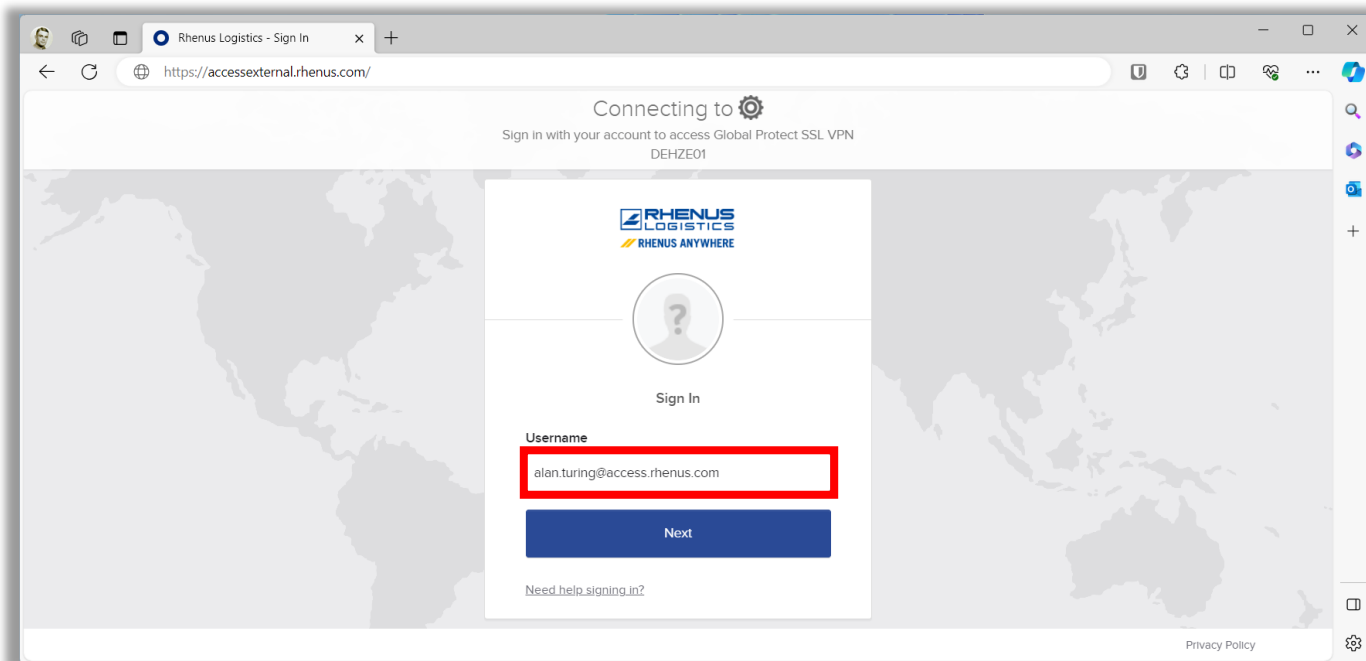 Rhenus Logistics - Sign In
https://accessexternal.rhenus.com/
Connecting to
Sign in with your account to access Global Protect SSL VPN
DEHZE01
RHENUS
LOGISTICS
RHENUS ANYWHERE
?
Sign In
Username
alan.turing@access.rhenus.com
Next
Need help signing in?
Privacy Policy